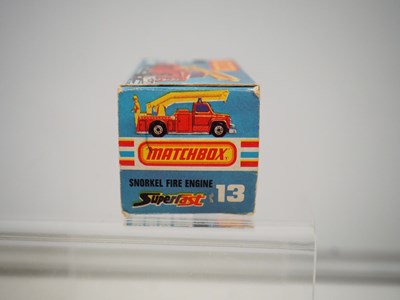 MATCHBOX
SNORKEL FIRE ENGINE
SuperFast 13